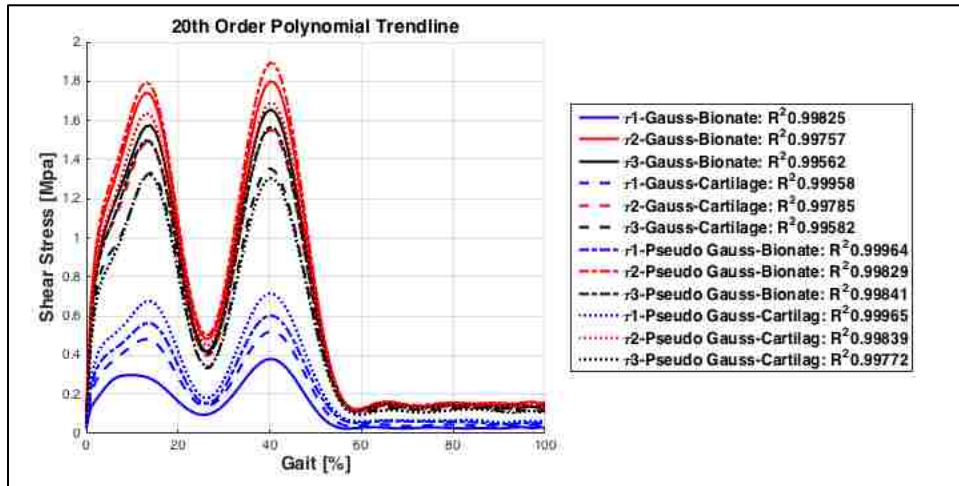 20th Order Polynomial Trendline
2
1.8
1.6
1.4
1.2
1
0.8
0.6
0.4
0.2
0
Shear Stress [Mpa]
0 20 40 60 80 100
Gait [%]
τ1-Gauss-Bionate: R²0.99825
τ2-Gauss-Bionate: R²0.99757
τ3-Gauss-Bionate: R²0.99562
τ1-Gauss-Cartilage: R²0.99958
τ2-Gauss-Cartilage: R²0.99785
τ3-Gauss-Cartilage: R²0.99582
τ1-Pseudo Gauss-Bionate: R²0.99964
τ2-Pseudo Gauss-Bionate: R²0.99829
τ3-Pseudo Gauss-Bionate: R²0.99841
τ1-Pseudo Gauss-Cartilag: R²0.99965
τ2-Pseudo Gauss-Cartilag: R²0.99839
τ3-Pseudo Gauss-Cartilag: R²0.99772